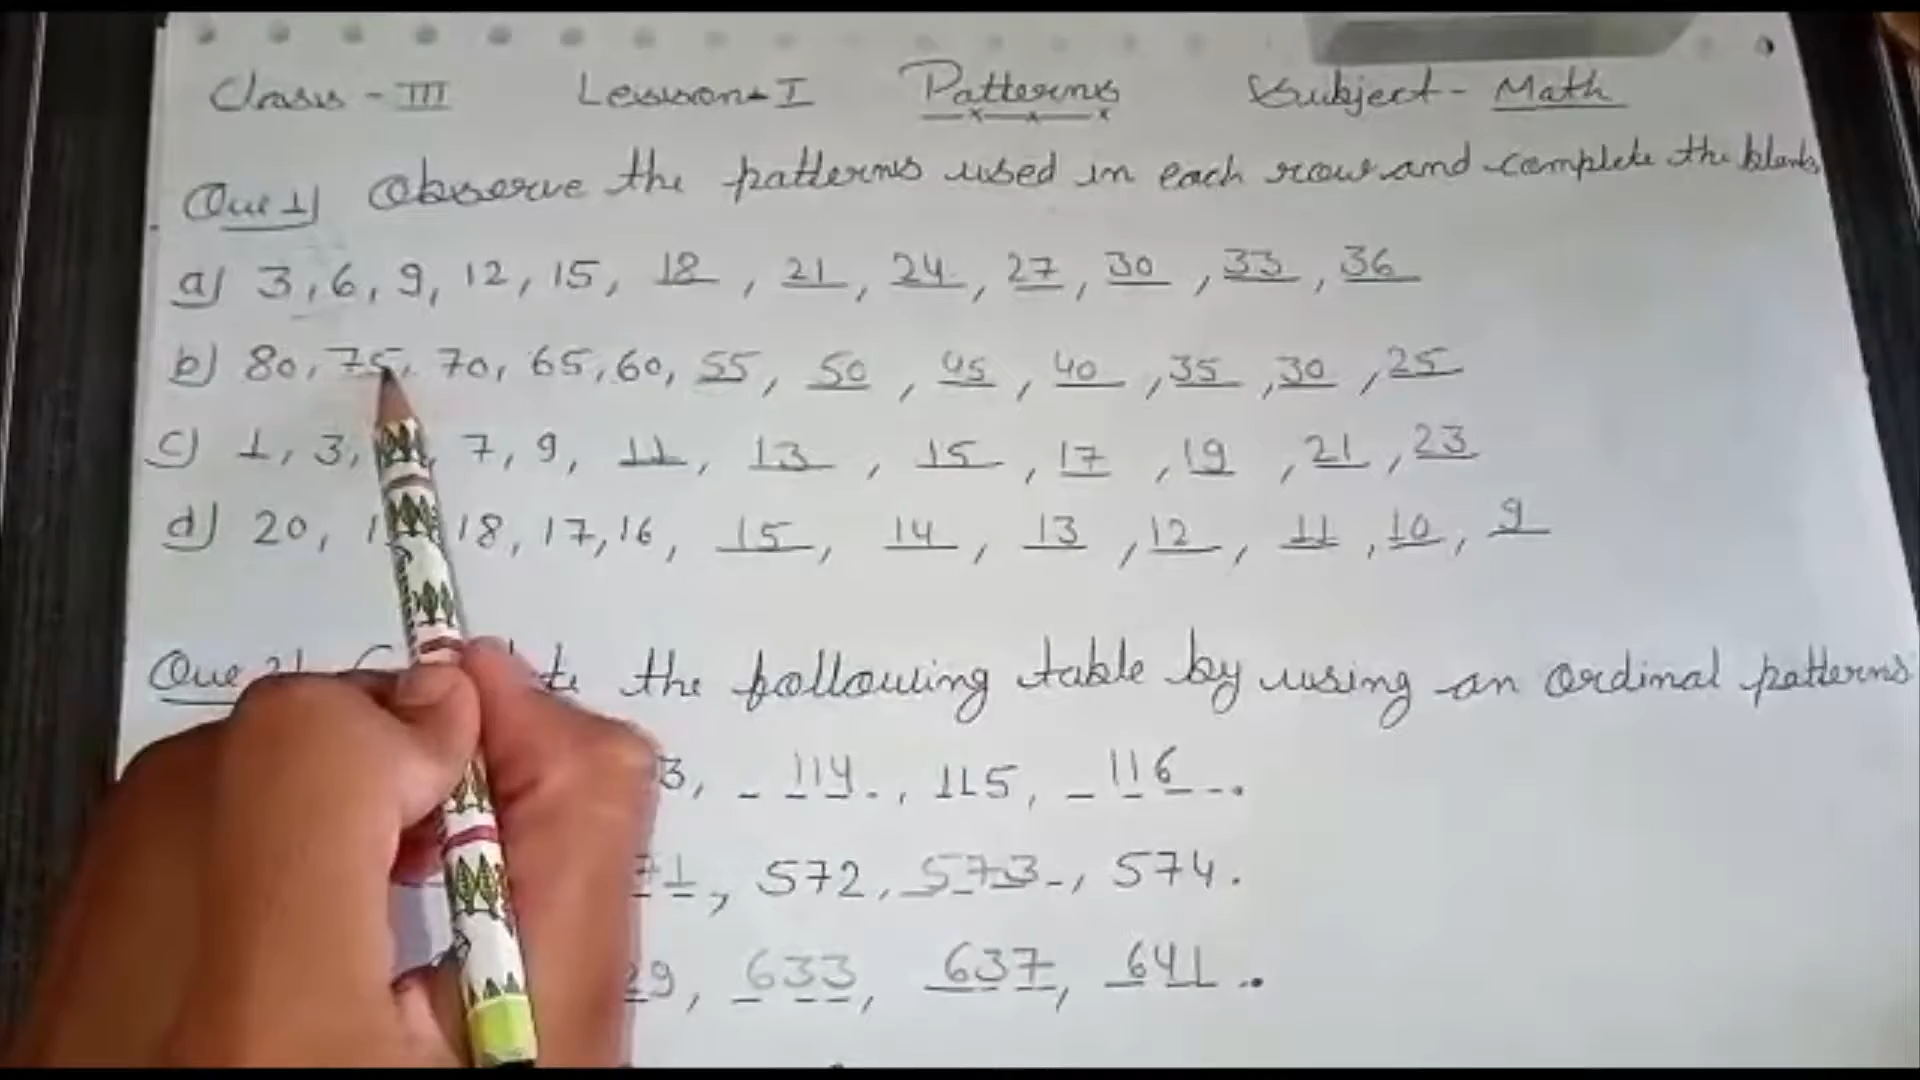 Class - III Lesson-I Patterns Subject - Math
Que 1) Observe the patterns used in each row and complete the blanks
a) 3, 6, 9, 12, 15, 18, 21, 24, 27, 30, 33, 36
b) 80, 75, 70, 65, 60, 55, 50, 45, 40, 35, 30, 25
c) 1, 3, 7, 9, 11, 13, 15, 17, 19, 21, 23
d) 20, 18, 17, 16, 15, 14, 13, 12, 11, 10, 9
Que the following table by using an ordinal patterns
3, 114, 115, 116.
71, 572, 573, 574.
29, 633, 637, 641.